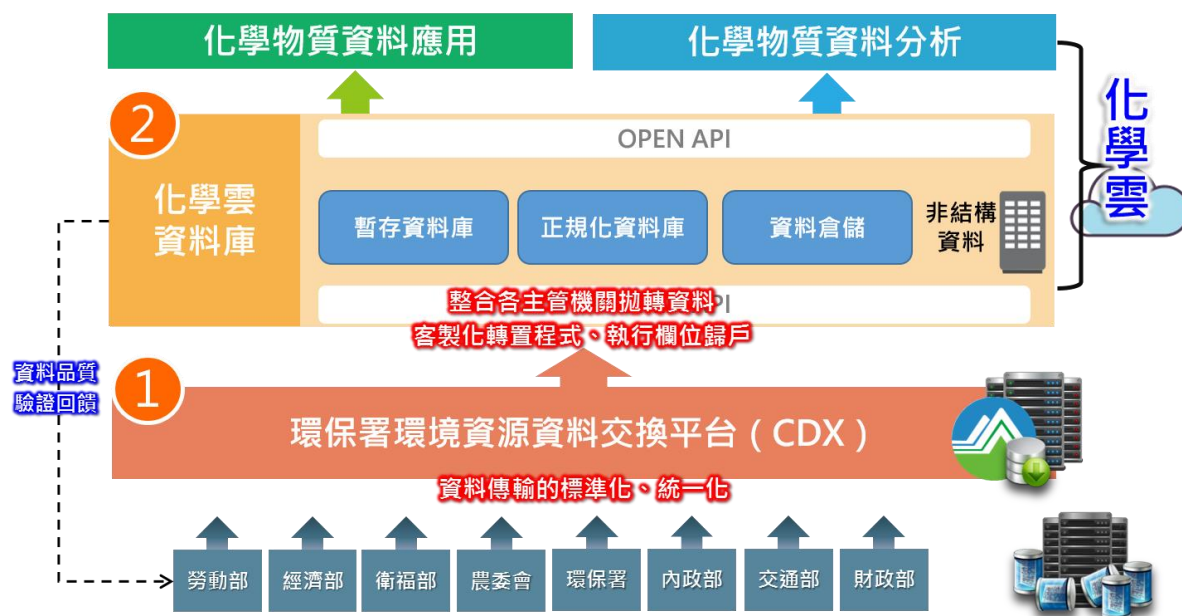 化學物質資料應用
化學物質資料分析
2
化學雲
資料庫
OPEN API
暫存資料庫
正規化資料庫
資料倉儲
非結構
資料
化學雲
PI
整合各主管機關拋轉資料
客製化轉置程式、執行欄位歸戶
資料品質
驗證回饋
1
環保署環境資源資料交換平台（CDX）
資料傳輸的標準化、統一化
勞動部
經濟部
衛福部
農委會
環保署
內政部
交通部
財政部